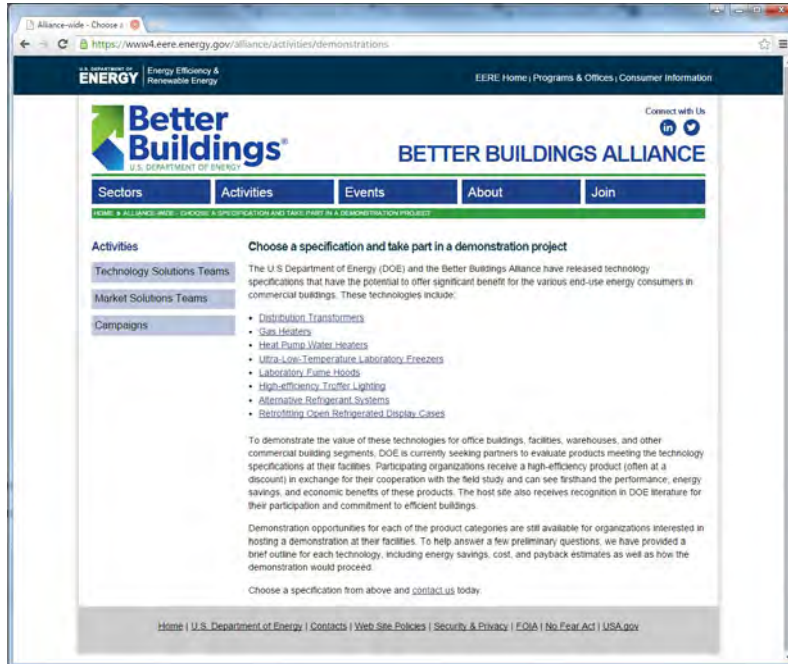 Alliance-wide - Choose a
https://www4.eere.energy.gov/alliance/activities/demonstrations
U.S. DEPARTMENT OF
ENERGY
Energy Efficiency &
Renewable Energy
EERE Home | Programs & Offices | Consumer Information
Better
Buildings®
U.S. DEPARTMENT OF ENERGY
Connect with Us
in
BETTER BUILDINGS ALLIANCE
Sectors Activities Events About Join
HOME » ALLIANCE-WIDE - CHOOSE A SPECIFICATION AND TAKE PART IN A DEMONSTRATION PROJECT
Activities
Technology Solutions Teams
Market Solutions Teams
Campaigns
Choose a specification and take part in a demonstration project
The U.S Department of Energy (DOE) and the Better Buildings Alliance have released technology
specifications that have the potential to offer significant benefit for the various end-use energy consumers in
commercial buildings. These technologies include:
• Distribution Transformers
• Gas Heaters
• Heat Pump Water Heaters
• Ultra-Low-Temperature Laboratory Freezers
• Laboratory Fume Hoods
• High-efficiency Troffer Lighting
• Alternative Refrigerant Systems
• Retrofitting Open Refrigerated Display Cases
To demonstrate the value of these technologies for office buildings, facilities, warehouses, and other
commercial building segments, DOE is currently seeking partners to evaluate products meeting the technology
specifications at their facilities. Participating organizations receive a high-efficiency product (often at a
discount) in exchange for their cooperation with the field study and can see firsthand the performance, energy
savings, and economic benefits of these products. The host site also receives recognition in DOE literature for
their participation and commitment to efficient buildings.
Demonstration opportunities for each of the product categories are still available for organizations interested in
hosting a demonstration at their facilities. To help answer a few preliminary questions, we have provided a
brief outline for each technology, including energy savings, cost, and payback estimates as well as how the
demonstration would proceed.
Choose a specification from above and contact us today.
Home | U.S. Department of Energy | Contacts | Web Site Policies | Security & Privacy | FOIA | No Fear Act | USA.gov